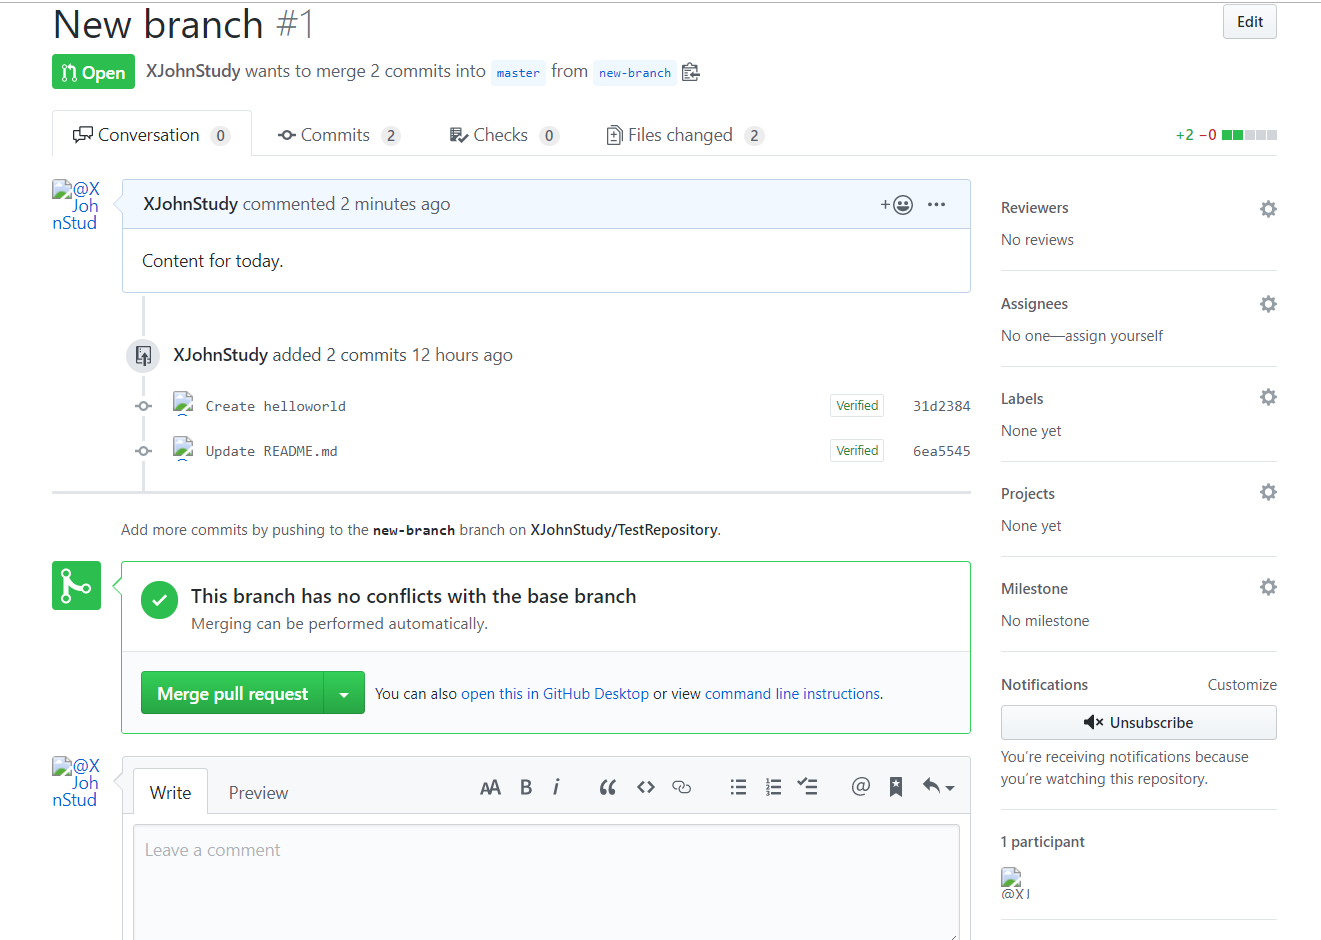 New branch #1
Edit
Open
XJohnStudy wants to merge 2 commits into master from new-branch
Conversation 0
Commits 2
Checks 0
Files changed 2
+2 −0
@X
Joh
nStud
XJohnStudy commented 2 minutes ago
Content for today.
XJohnStudy added 2 commits 12 hours ago
Create helloworld Verified 31d2384
Update README.md Verified 6ea5545
Add more commits by pushing to the new-branch branch on XJohnStudy/TestRepository.
This branch has no conflicts with the base branch
Merging can be performed automatically.
Merge pull request
You can also open this in GitHub Desktop or view command line instructions.
@X
Joh
nStud
Write
Preview
AA B i “ <> @
Leave a comment
Reviewers
No reviews
Assignees
No one—assign yourself
Labels
None yet
Projects
None yet
Milestone
No milestone
Notifications
Customize
Unsubscribe
You’re receiving notifications because
you’re watching this repository.
1 participant
@XJ